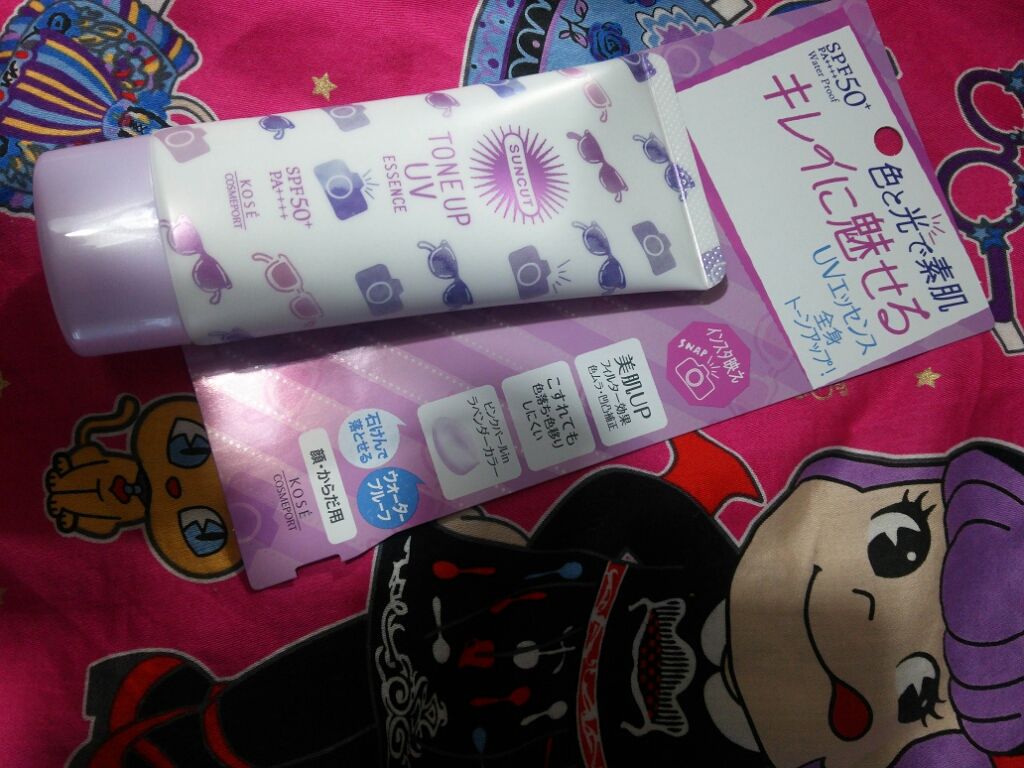 SUNCUT
TONE UP
UV
ESSENCE
SPF50+
PA++++
KOSÉ
COSMEPORT
SPF50+
PA++++
Water Proof
色と光で素肌
キレイに魅せる
UVエッセンス
全身
トーンアップ!
インスタ映え
SNAP
美肌UP
フィルター効果
色ムラ・凹凸補正
こすれても
色落ち・色移り
しにくい
ピンクパールin
ラベンダーカラー
石けんで
落とせる
ウォーター
プルーフ
顔・からだ用
KOSÉ
COSMEPORT